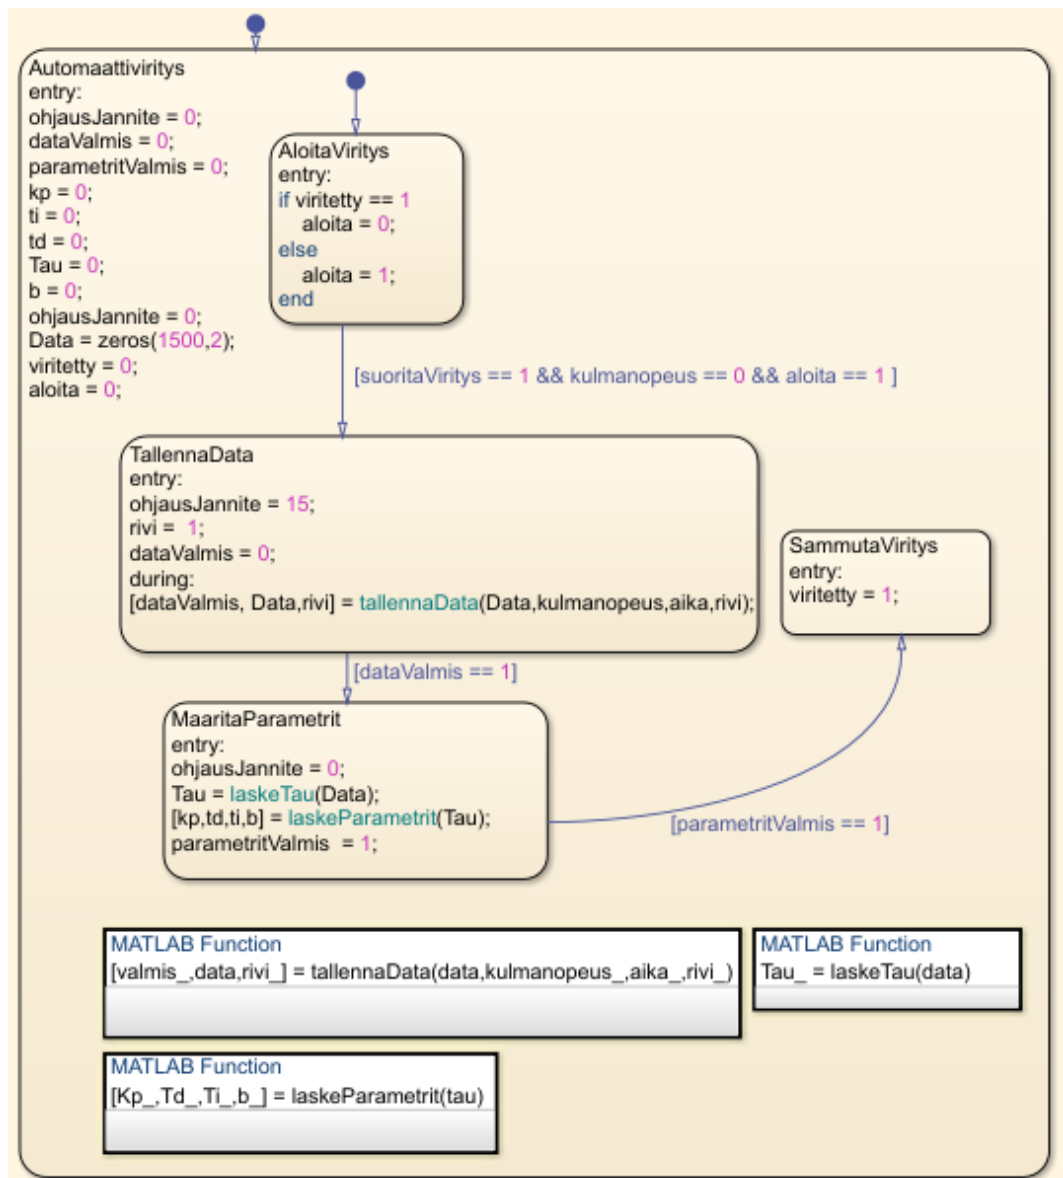 Automaattiviritys
entry:
ohjausJannite = 0;
dataValmis = 0;
parametritValmis = 0;
kp = 0;
ti = 0;
td = 0;
Tau = 0;
b = 0;
ohjausJannite = 0;
Data = zeros(1500,2);
viritetty = 0;
aloita = 0;
AloitaViritys
entry:
if viritetty == 1
aloita = 0;
else
aloita = 1;
end
[suoritaViritys == 1 && kulmanopeus == 0 && aloita == 1 ]
TallennaData
entry:
ohjausJannite = 15;
rivi =  1;
dataValmis = 0;
during:
[dataValmis, Data,rivi] = tallennaData(Data,kulmanopeus,aika,rivi);
SammutaViritys
entry:
viritetty = 1;
[dataValmis == 1]
MaaritaParametrit
entry:
ohjausJannite = 0;
Tau = laskeTau(Data);
[kp,td,ti,b] = laskeParametrit(Tau);
parametritValmis  = 1;
[parametritValmis == 1]
MATLAB Function
[valmis_,data,rivi_] = tallennaData(data,kulmanopeus_,aika_,rivi_)
MATLAB Function
Tau_ = laskeTau(data)
MATLAB Function
[Kp_,Td_,Ti_,b_] = laskeParametrit(tau)